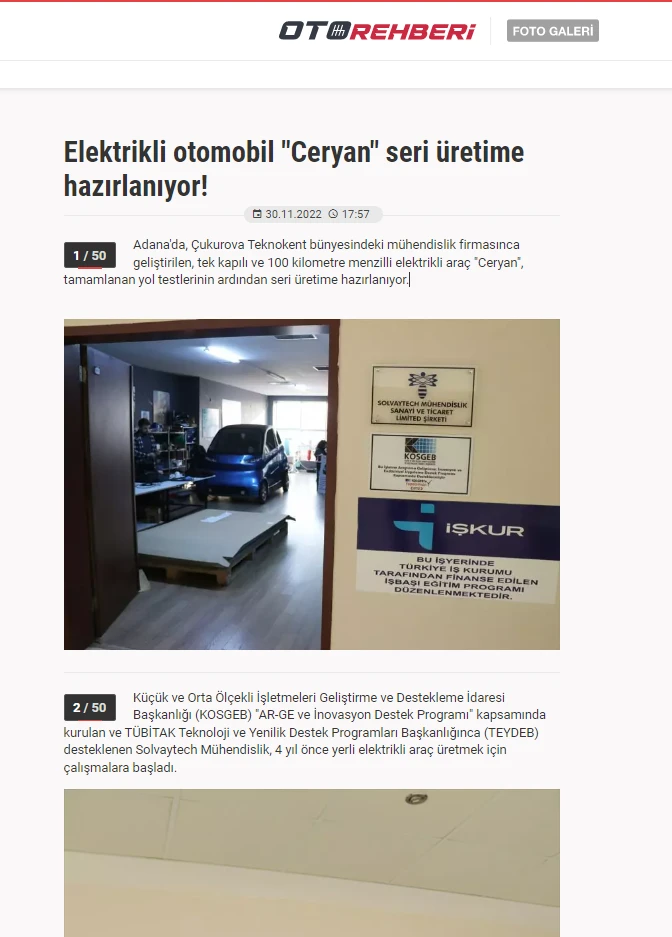 OTOREHBERi
FOTO GALERİ
Elektrikli otomobil "Ceryan" seri üretime
hazırlanıyor!
30.11.2022 17:57
1 / 50
Adana'da, Çukurova Teknokent bünyesindeki mühendislik firmasınca
geliştirilen, tek kapılı ve 100 kilometre menzilli elektrikli araç "Ceryan",
tamamlanan yol testlerinin ardından seri üretime hazırlanıyor.
SOLVAYTECH MÜHENDİSLİK
SANAYİ VE TİCARET
LİMİTED ŞİRKETİ
KOSGEB
İŞKUR
BU İŞYERİNDE
TÜRKİYE İŞ KURUMU
TARAFINDAN FİNANSE EDİLEN
İŞBAŞI EĞİTİM PROGRAMI
DÜZENLENMEKTEDİR.
2 / 50
Küçük ve Orta Ölçekli İşletmeleri Geliştirme ve Destekleme İdaresi
Başkanlığı (KOSGEB) "AR-GE ve İnovasyon Destek Programı" kapsamında
kurulan ve TÜBİTAK Teknoloji ve Yenilik Destek Programları Başkanlığınca (TEYDEB)
desteklenen Solvaytech Mühendislik, 4 yıl önce yerli elektrikli araç üretmek için
çalışmalara başladı.